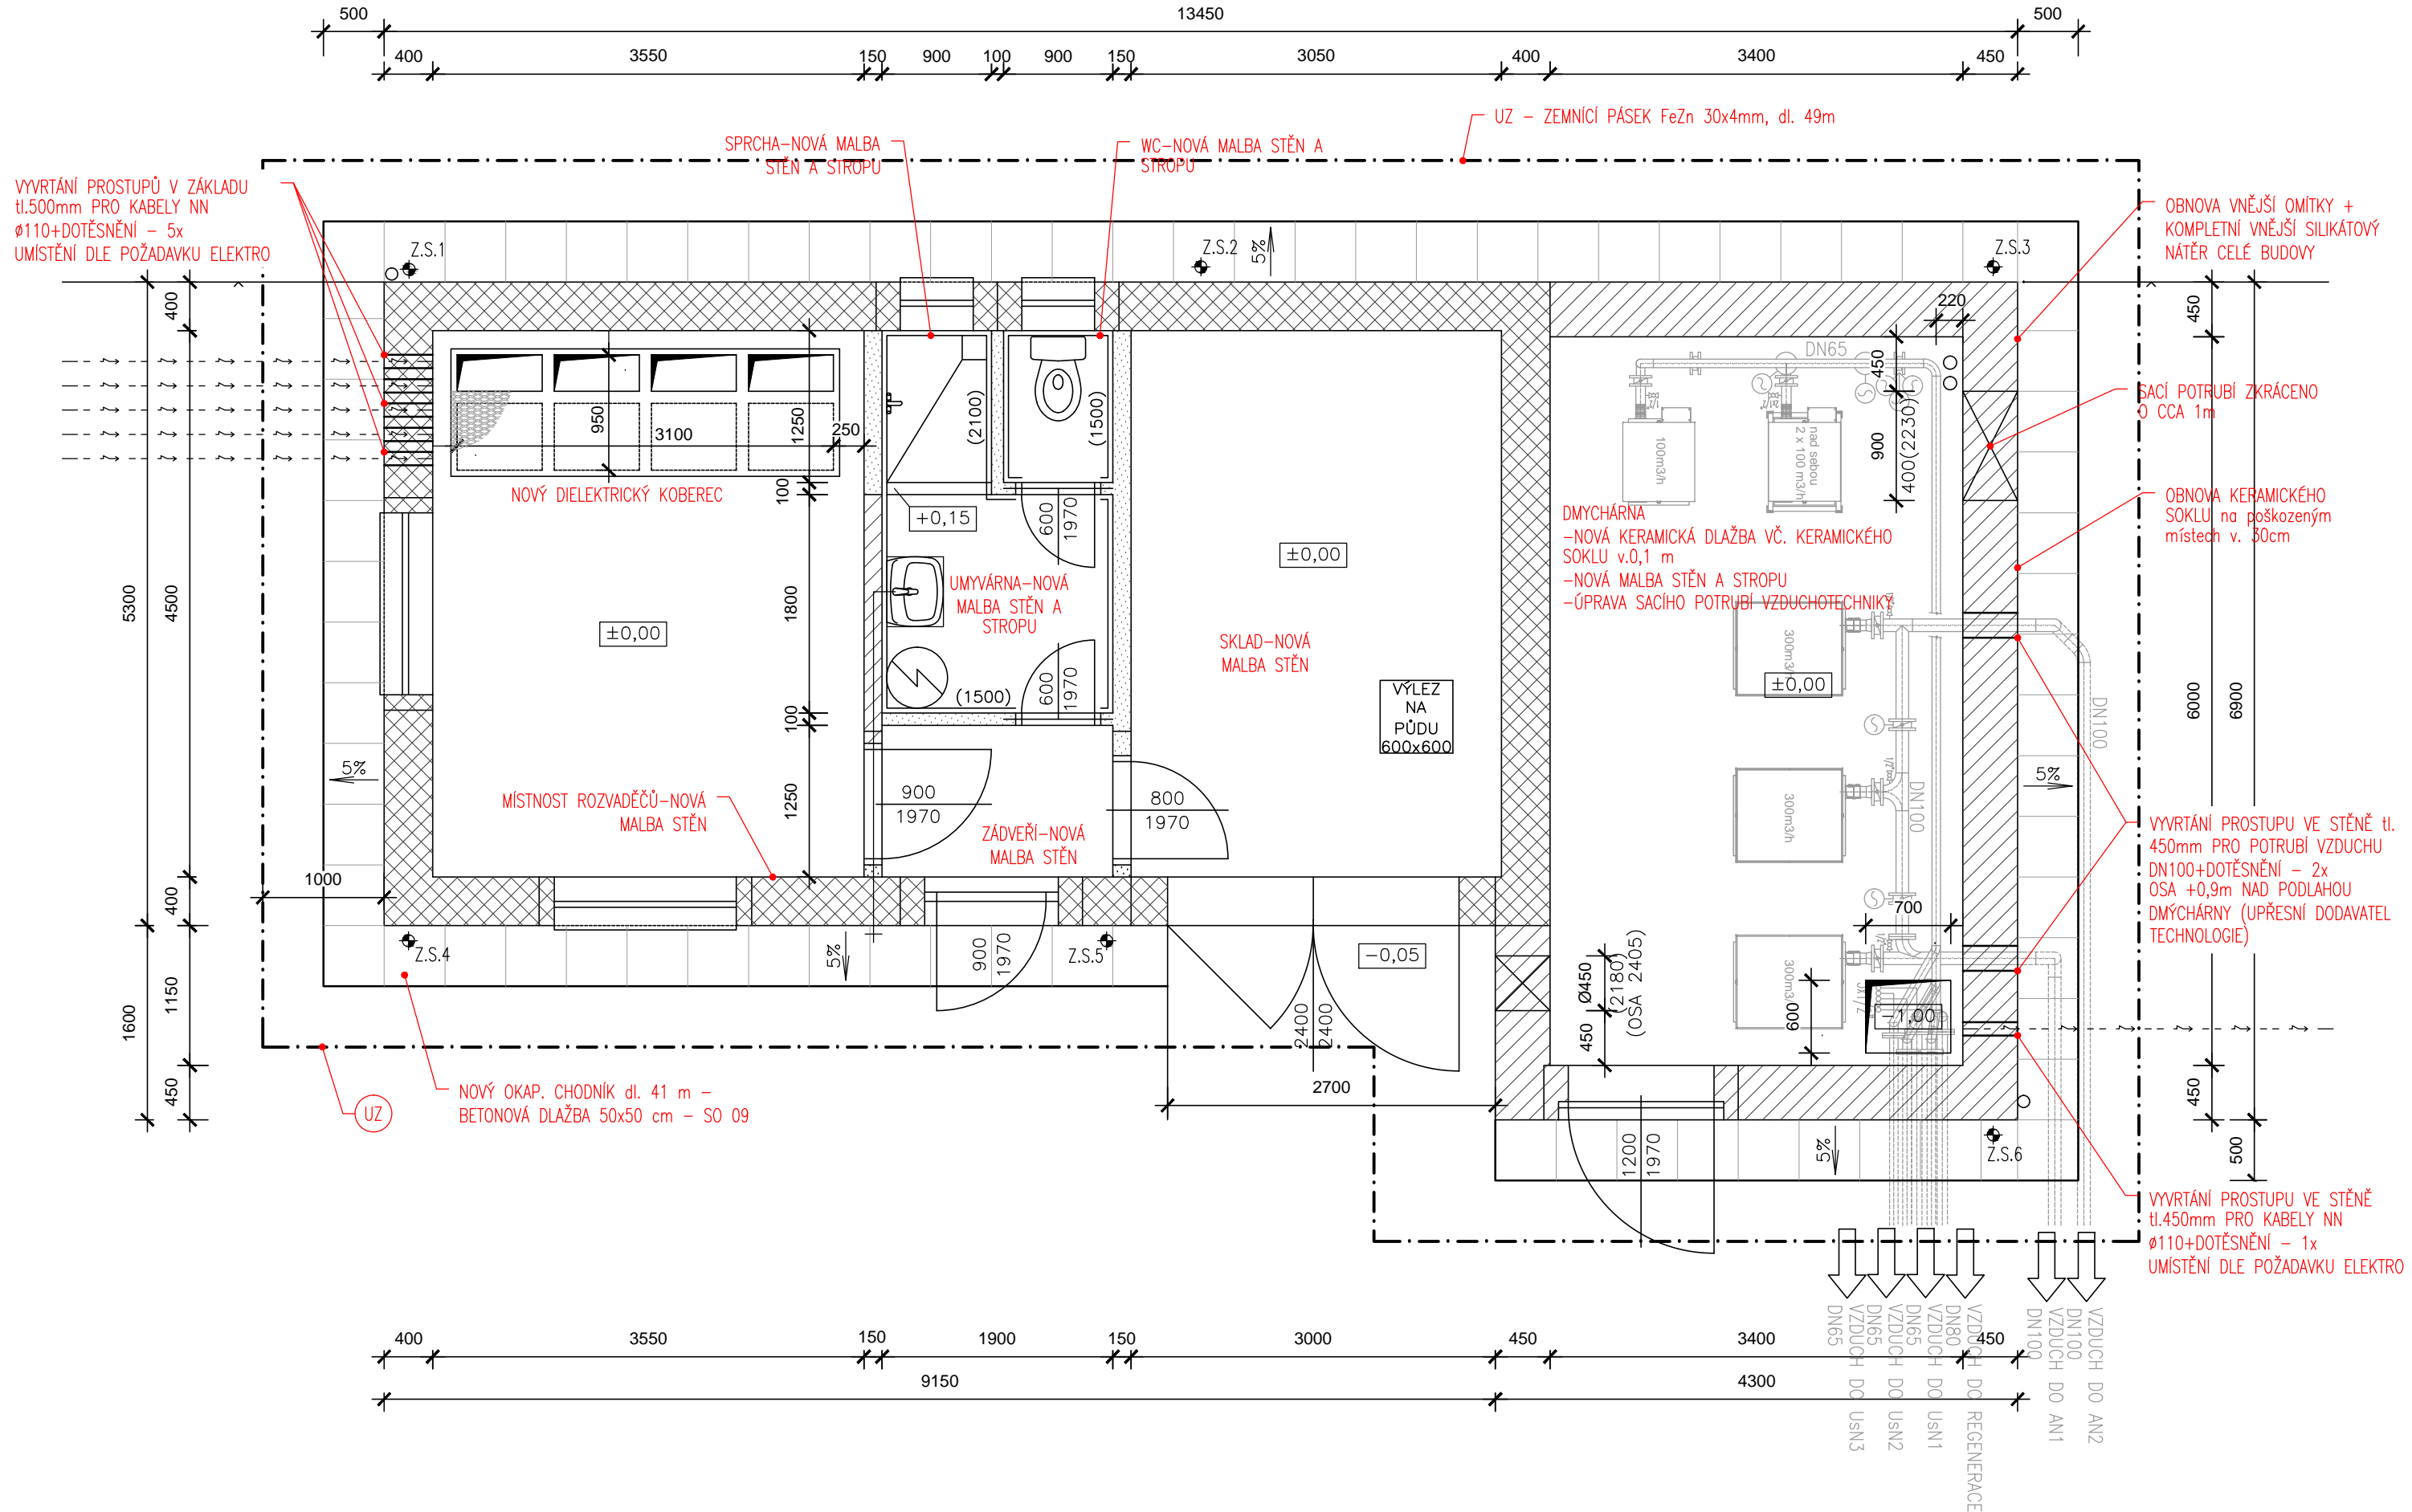 500
13450
500
400
3550
150
900
100
900
150
3050
400
3400
450
UZ – ZEMNÍCÍ PÁSEK FeZn 30x4mm, dl. 49m
SPRCHA–NOVÁ MALBA
STĚN A STROPU
WC–NOVÁ MALBA STĚN A
STROPU
VYVRTÁNÍ PROSTUPŮ V ZÁKLADU
tl.500mm PRO KABELY NN
ø110+DOTĚSNĚNÍ – 5x
UMÍSTĚNÍ DLE POŽADAVKU ELEKTRO
OBNOVA VNĚJŠÍ OMÍTKY +
KOMPLETNÍ VNĚJŠÍ SILIKÁTOVÝ
NÁTĚR CELÉ BUDOVY
Z.S.1
Z.S.2
5%
Z.S.3
400
5300
4500
400
1600
1150
450
450
6000
6900
450
500
220
DN65
450
900
400(2230)
SACÍ POTRUBÍ ZKRÁCENO
O CCA 1m
950
3100
1250
250
(2100)
(1500)
100m3/h
nad sebou
2 x 100 m3/h
NOVÝ DIELEKTRICKÝ KOBEREC
100
+0,15
600
1970
±0,00
DMYCHÁRNA
–NOVÁ KERAMICKÁ DLAŽBA VČ. KERAMICKÉHO
SOKLU v.0,1 m
–NOVÁ MALBA STĚN A STROPU
–ÚPRAVA SACÍHO POTRUBÍ VZDUCHOTECHNIKY
OBNOVA KERAMICKÉHO
SOKLU na poškozeným
místech v. 30cm
1800
UMYVÁRNA–NOVÁ
MALBA STĚN A
STROPU
±0,00
SKLAD–NOVÁ
MALBA STĚN
300m3/h
±0,00
(1500)
600
1970
VÝLEZ
NA
PŮDU
600x600
DN100
100
5%
5%
1250
MÍSTNOST ROZVADĚČŮ–NOVÁ
MALBA STĚN
900
1970
800
1970
ZÁDVEŘÍ–NOVÁ
MALBA STĚN
300m3/h
DN100
VYVRTÁNÍ PROSTUPU VE STĚNĚ tl.
450mm PRO POTRUBÍ VZDUCHU
DN100+DOTĚSNĚNÍ – 2x
OSA +0,9m NAD PODLAHOU
DMÝCHÁRNY (UPŘESNÍ DODAVATEL
TECHNOLOGIE)
1000
700
Z.S.4
5%
900
1970
Z.S.5
–0,05
Ø450
(2180)
(OSA 2405)
450
300m3/h
600
–1,00
2400
2400
2700
UZ
NOVÝ OKAP. CHODNÍK dl. 41 m –
BETONOVÁ DLAŽBA 50x50 cm – SO 09
1200
1970
5%
Z.S.6
VYVRTÁNÍ PROSTUPU VE STĚNĚ
tl.450mm PRO KABELY NN
ø110+DOTĚSNĚNÍ – 1x
UMÍSTĚNÍ DLE POŽADAVKU ELEKTRO
VZDUCH DO UsN3
DN65
VZDUCH DO UsN2
DN65
VZDUCH DO UsN1
DN65
VZDUCH DO REGENERACE
DN80
VZDUCH DO AN1
DN100
VZDUCH DO AN2
DN100
400
3550
150
1900
150
3000
450
3400
450
9150
4300